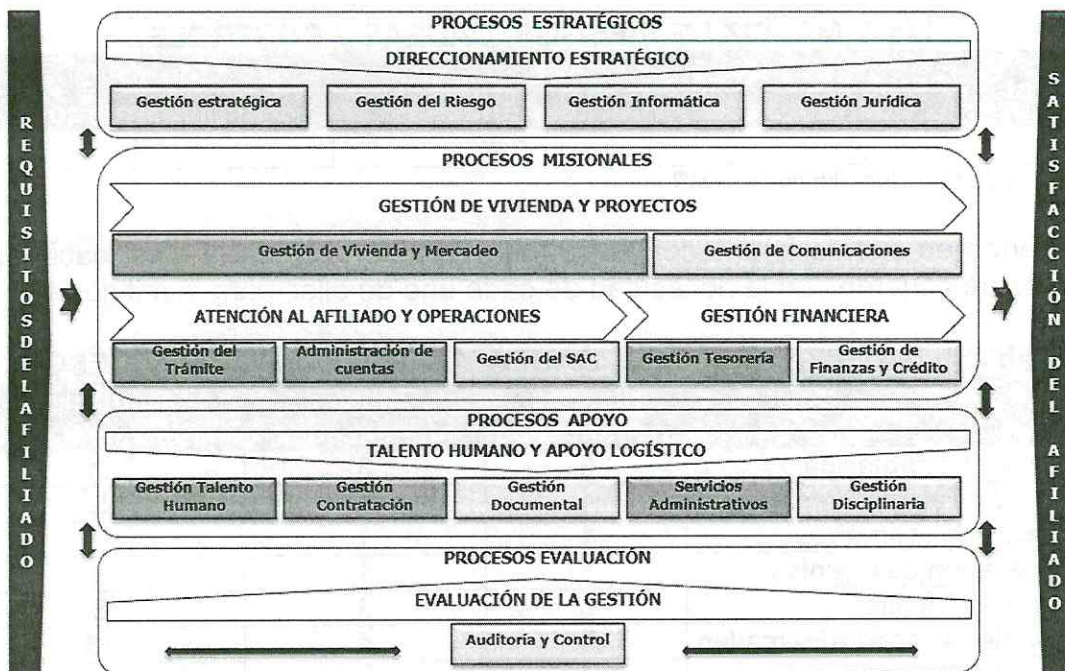 REQUISITOS DEL AFILIADO
PROCESOS ESTRATÉGICOS
DIRECCIONAMIENTO ESTRATÉGICO
Gestión estratégica
Gestión del Riesgo
Gestión Informática
Gestión Jurídica
PROCESOS MISIONALES
GESTIÓN DE VIVIENDA Y PROYECTOS
Gestión de Vivienda y Mercadeo
Gestión de Comunicaciones
ATENCIÓN AL AFILIADO Y OPERACIONES
GESTIÓN FINANCIERA
Gestión del
Trámite
Administración de
cuentas
Gestión del SAC
Gestión Tesorería
Gestión de
Finanzas y Crédito
PROCESOS APOYO
TALENTO HUMANO Y APOYO LOGÍSTICO
Gestión Talento
Humano
Gestión
Contratación
Gestión
Documental
Servicios
Administrativos
Gestión
Disciplinaria
PROCESOS EVALUACIÓN
EVALUACIÓN DE LA GESTIÓN
Auditoría y Control
SATISFACCIÓN DEL AFILIADO